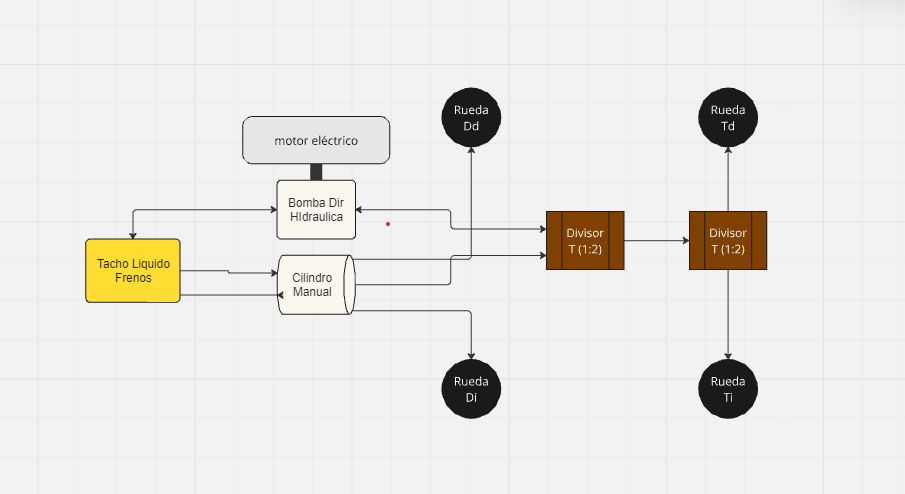 Rueda
Dd
Rueda
Td
motor eléctrico
Bomba Dir
HIdraulica
Divisor
T (1:2)
Divisor
T (1:2)
Tacho Liquido
Frenos
Cilindro
Manual
Rueda
Di
Rueda
Ti